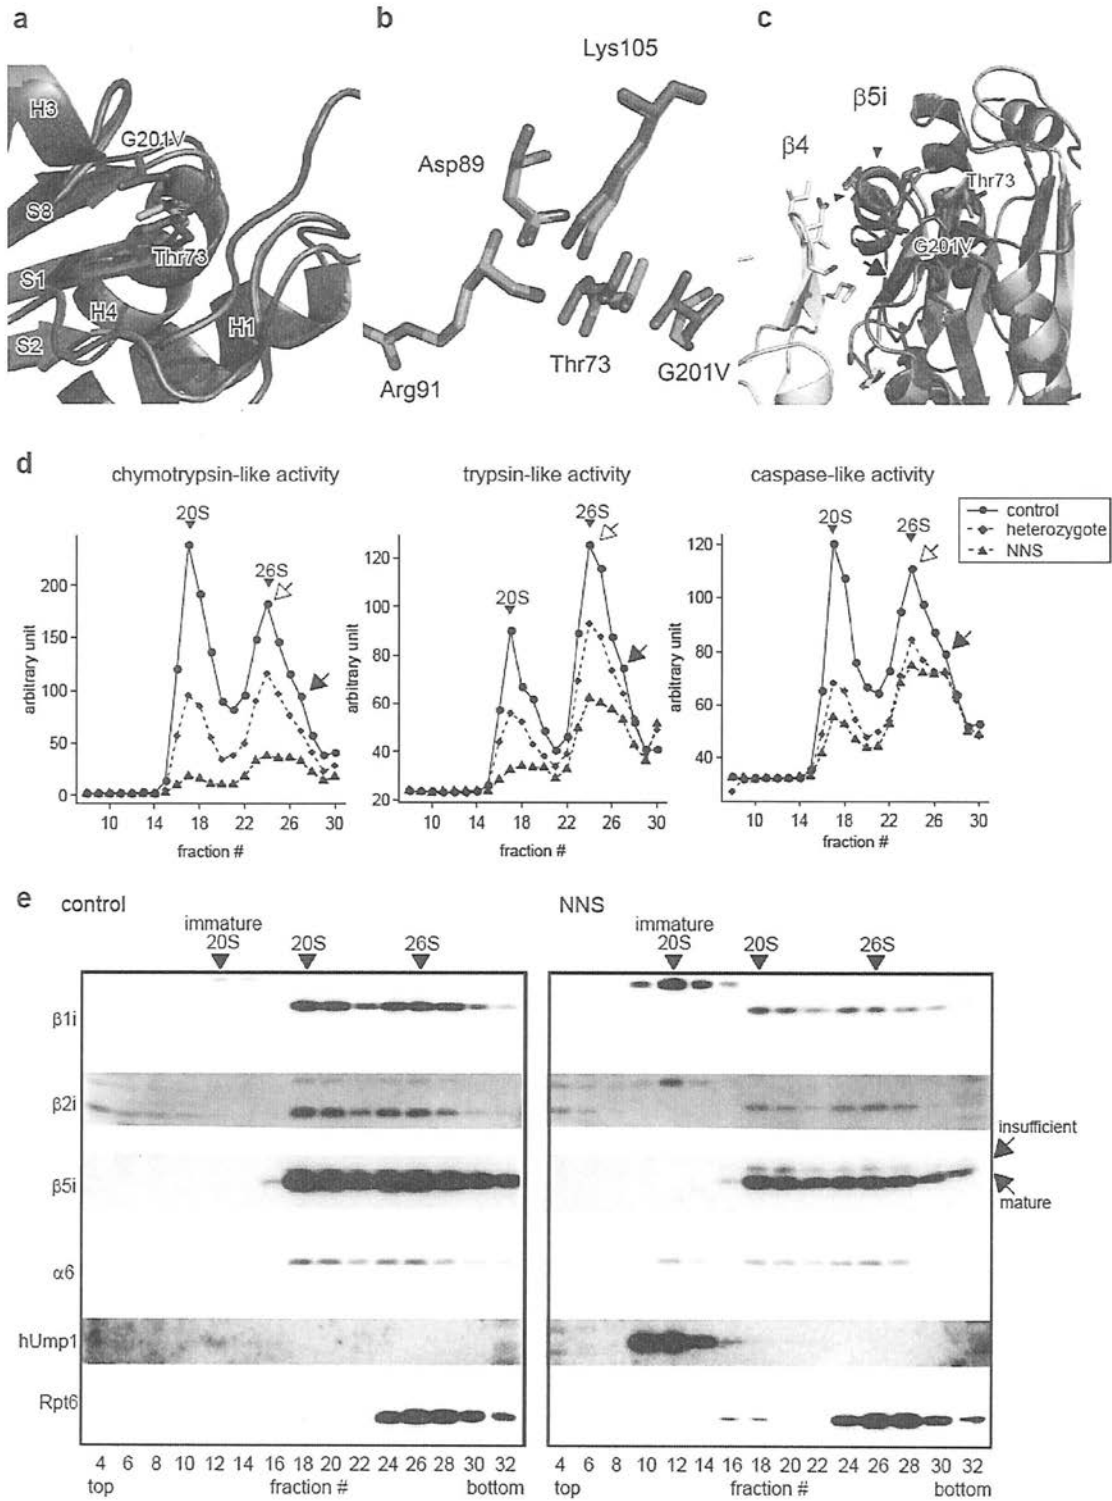 a
H3
G201V
S8
Thr73
S1
H4
S2
H1
b
Lys105
Asp89
Thr73
Arg91
G201V
c
β5i
β4
Thr73
G201V
d
chymotrypsin-like activity
20S
26S
200
150
100
50
0
arbitrary unit
10 14 18 22 26 30
fraction #
trypsin-like activity
26S
20S
120
100
80
60
40
20
arbitrary unit
10 14 18 22 26 30
fraction #
caspase-like activity
20S
26S
120
100
80
60
40
arbitrary unit
10 14 18 22 26 30
fraction #
control
heterozygote
NNS
e
control
immature
20S 20S 26S
NNS
immature
20S 20S 26S
β1i
β2i
β5i
α6
hUmp1
Rpt6
insufficient
mature
4 6 8 10 12 14 16 18 20 22 24 26 28 30 32
top fraction # bottom
4 6 8 10 12 14 16 18 20 22 24 26 28 30 32
top fraction # bottom